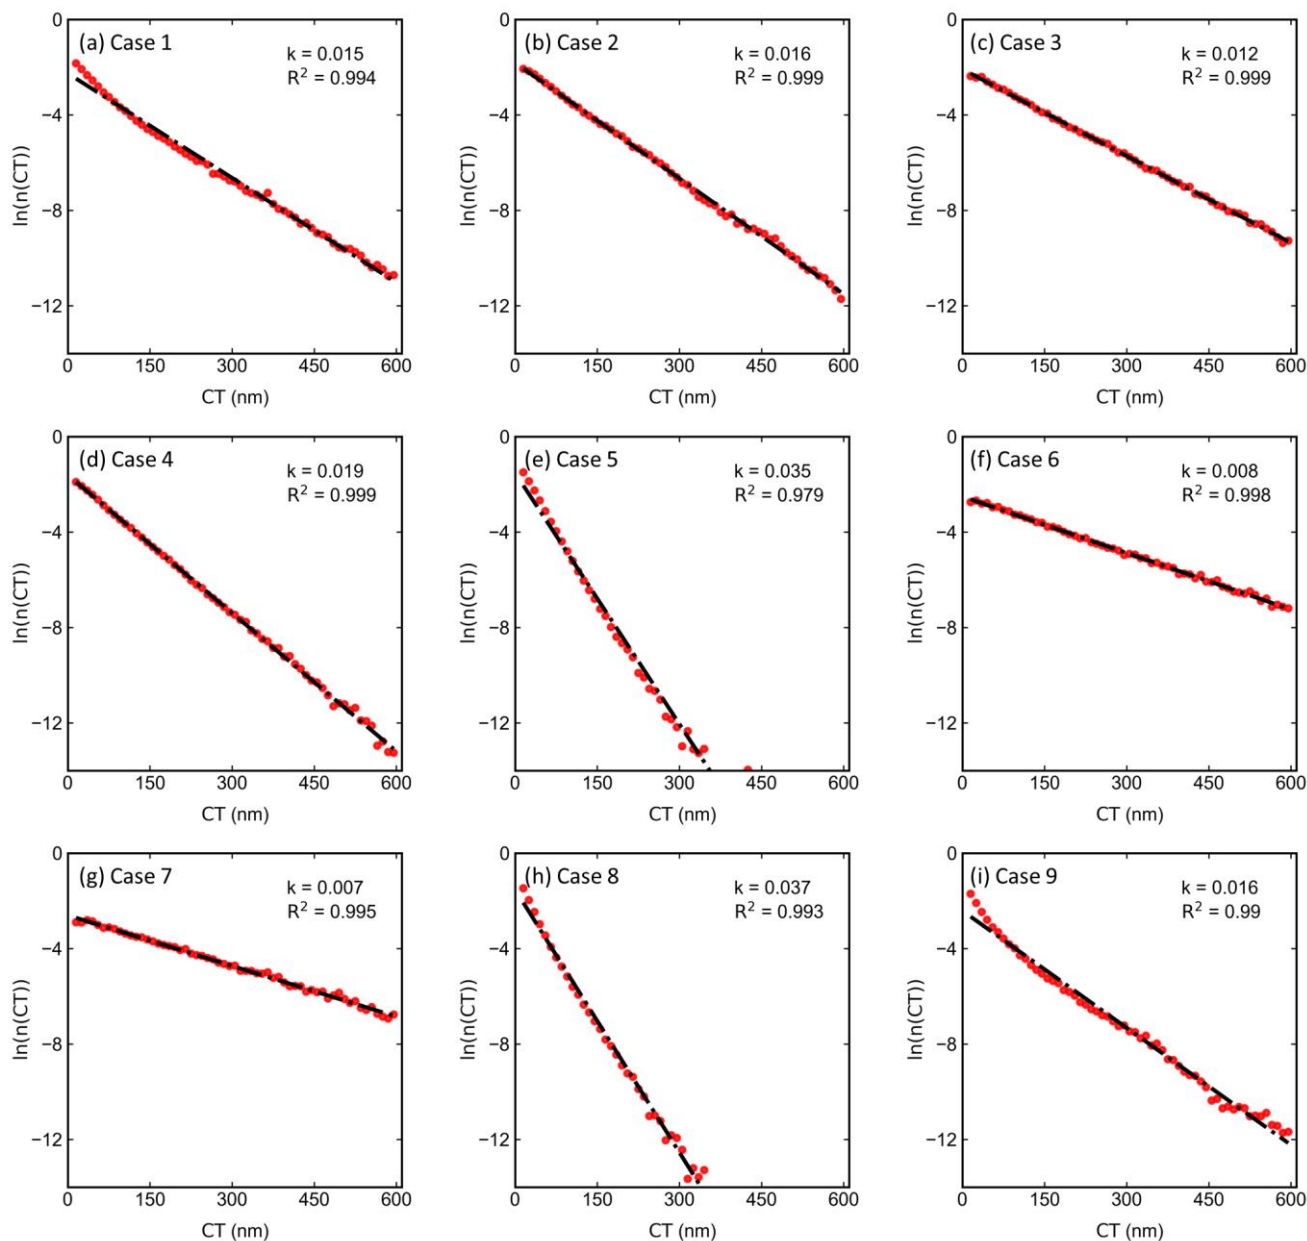 (a) Case 1
k = 0.015
R² = 0.994
0
−4
−8
−12
ln(n(CT))
0 150 300 450 600
CT (nm)
(b) Case 2
k = 0.016
R² = 0.999
0
−4
−8
−12
ln(n(CT))
0 150 300 450 600
CT (nm)
(c) Case 3
k = 0.012
R² = 0.999
0
−4
−8
−12
ln(n(CT))
0 150 300 450 600
CT (nm)
(d) Case 4
k = 0.019
R² = 0.999
0
−4
−8
−12
ln(n(CT))
0 150 300 450 600
CT (nm)
(e) Case 5
k = 0.035
R² = 0.979
0
−4
−8
−12
ln(n(CT))
0 150 300 450 600
CT (nm)
(f) Case 6
k = 0.008
R² = 0.998
0
−4
−8
−12
ln(n(CT))
0 150 300 450 600
CT (nm)
(g) Case 7
k = 0.007
R² = 0.995
0
−4
−8
−12
ln(n(CT))
0 150 300 450 600
CT (nm)
(h) Case 8
k = 0.037
R² = 0.993
0
−4
−8
−12
ln(n(CT))
0 150 300 450 600
CT (nm)
(i) Case 9
k = 0.016
R² = 0.99
0
−4
−8
−12
ln(n(CT))
0 150 300 450 600
CT (nm)